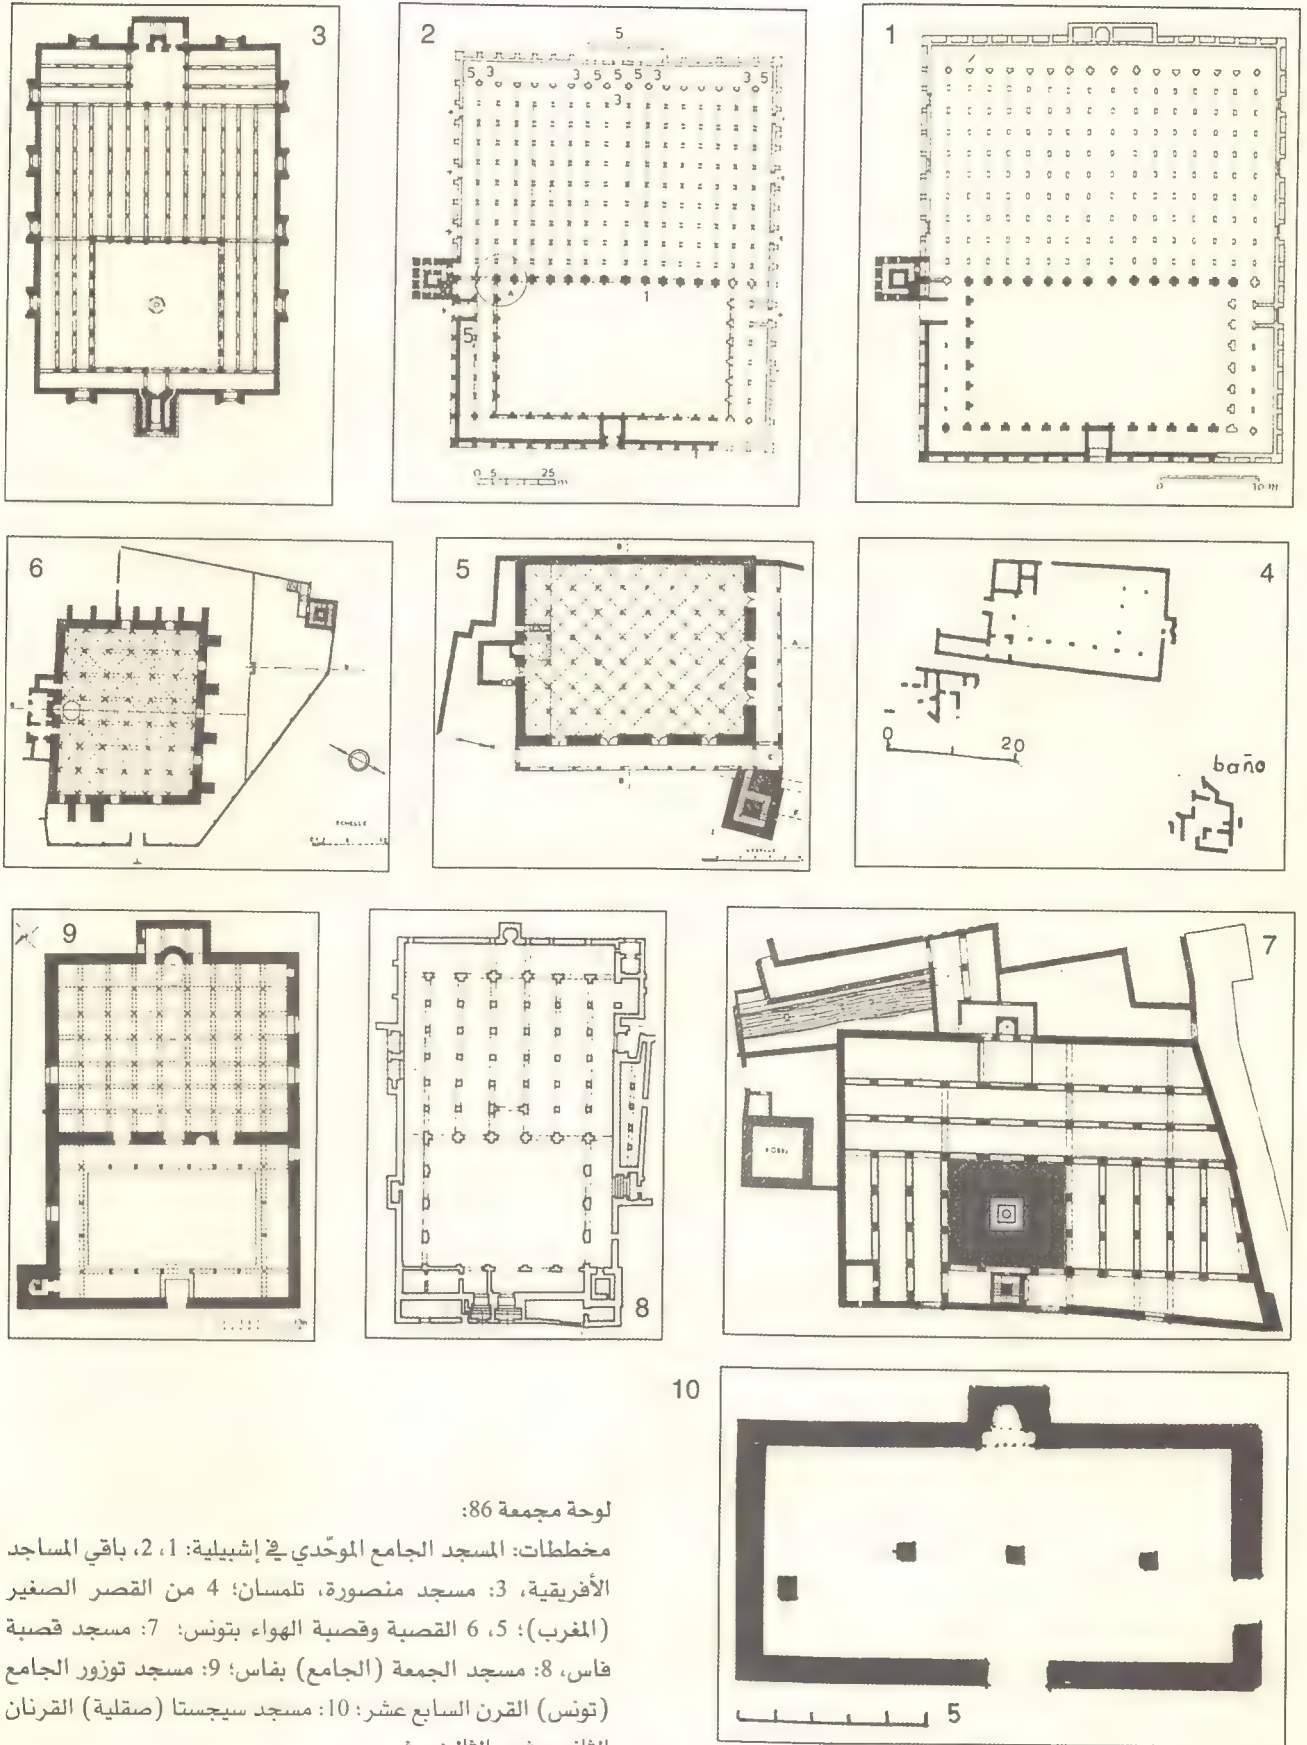 3
2
1
5
5 3 3 5 5 5 3 3 5
3
A
1
5
1
0 5 25 m
0 10 m
6
5
4
ECHELLE
0 20
baño
9
8
7
10
5
لوحة مجمعة 86:
مخططات: المسجد الجامع الموحّدي في إشبيلية: 1، 2، باقي المساجد
الأفريقية، 3: مسجد منصورة، تلمسان؛ 4 من القصر الصغير
(المغرب)؛ 5، 6 القصبة وقصبة الهواء بتونس؛ 7: مسجد قصبة
فاس، 8: مسجد الجمعة (الجامع) بفاس؛ 9: مسجد توزور الجامع
(تونس) القرن السابع عشر؛ 10: مسجد سيجستا (صقلية) القرنان